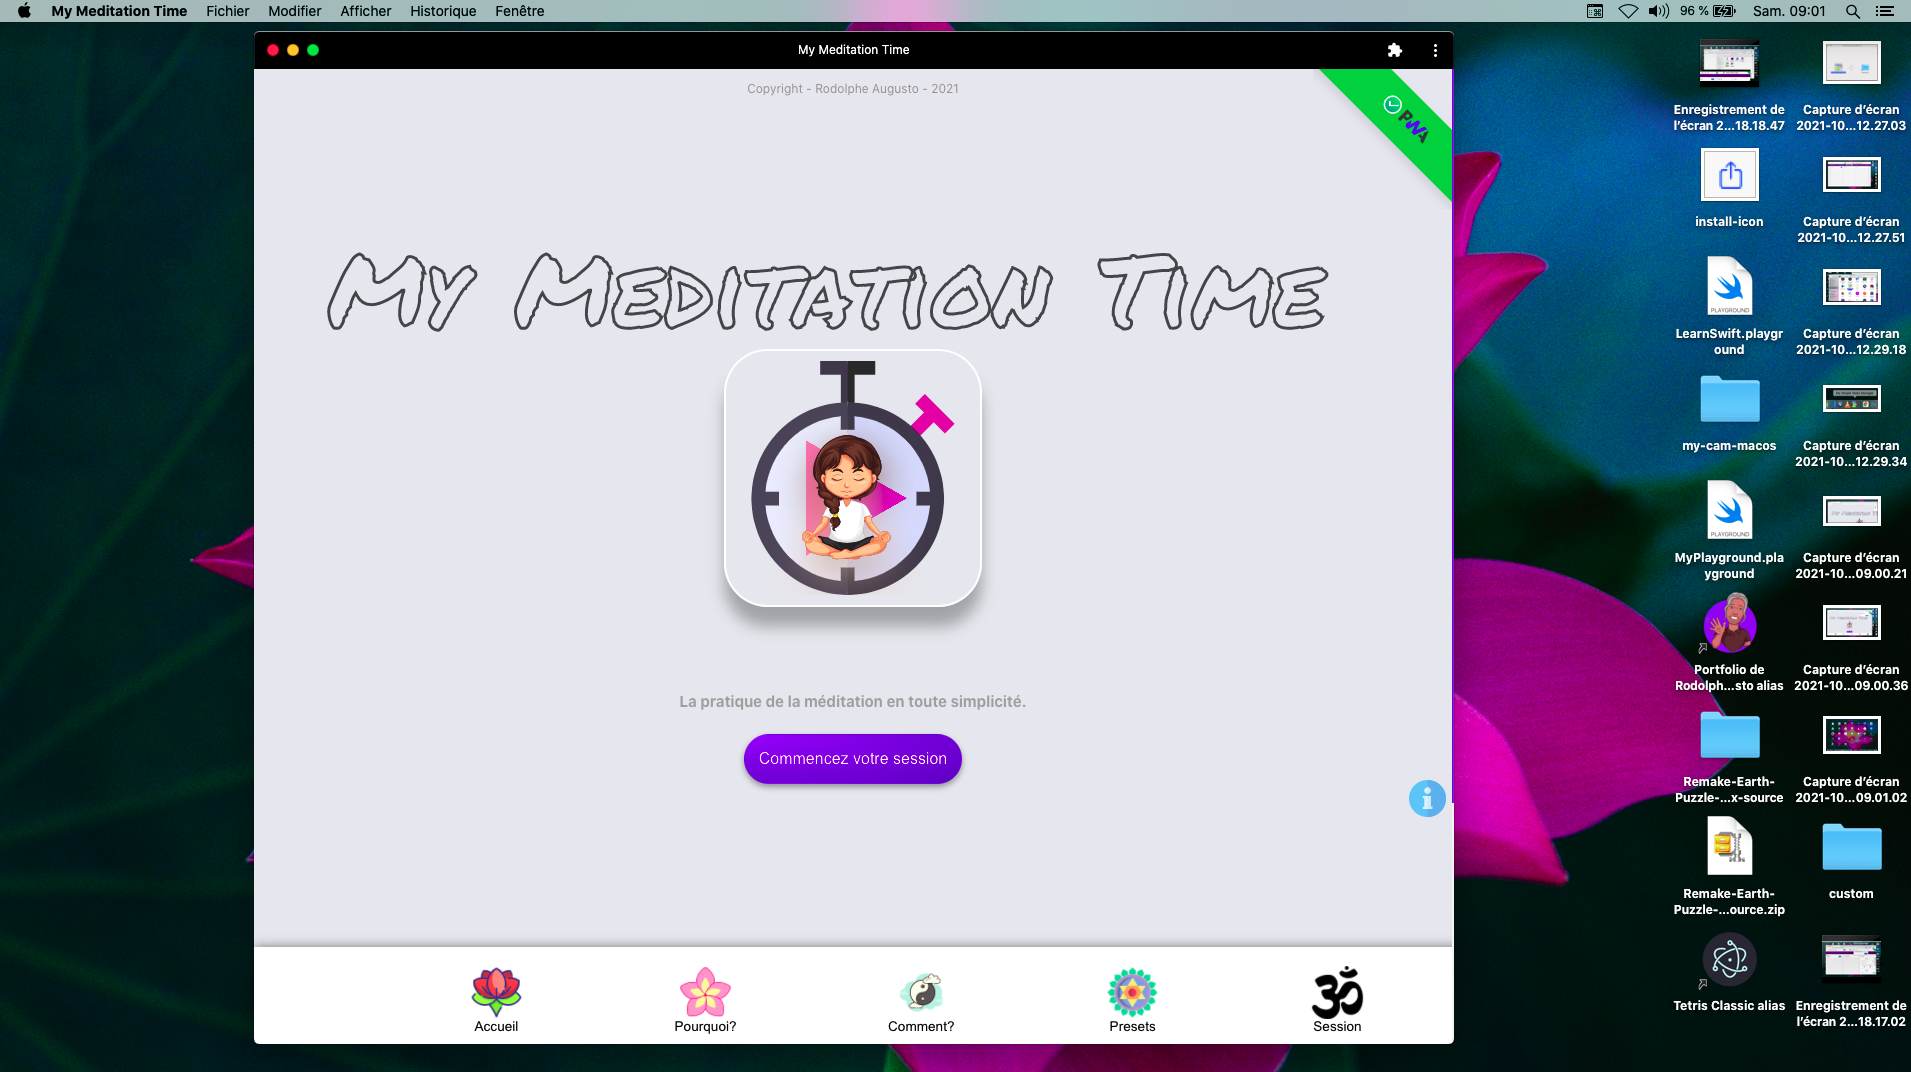 My Meditation Time Fichier Modifier Afficher Historique Fenêtre 96 % Sam. 09:01
My Meditation Time
Copyright - Rodolphe Augusto - 2021
PWA
My Meditation Time
La pratique de la méditation en toute simplicité.
Commencez votre session
Accueil
Pourquoi?
Comment?
Presets
Session
Enregistrement de
l'écran 2...18.18.47
Capture d'écran
2021-10...12.27.03
install-icon
Capture d'écran
2021-10...12.27.51
PLAYGROUND
LearnSwift.playgr
ound
Capture d'écran
2021-10...12.29.18
my-cam-macos
Capture d'écran
2021-10...12.29.34
PLAYGROUND
MyPlayground.pla
yground
Capture d'écran
2021-10...09.00.21
Portfolio de
Rodolph...sto alias
Capture d'écran
2021-10...09.00.36
Remake-Earth-
Puzzle-...x-source
Capture d'écran
2021-10...09.01.02
Remake-Earth-
Puzzle-...ource.zip
custom
Tetris Classic alias
Enregistrement de
l'écran 2...18.17.02